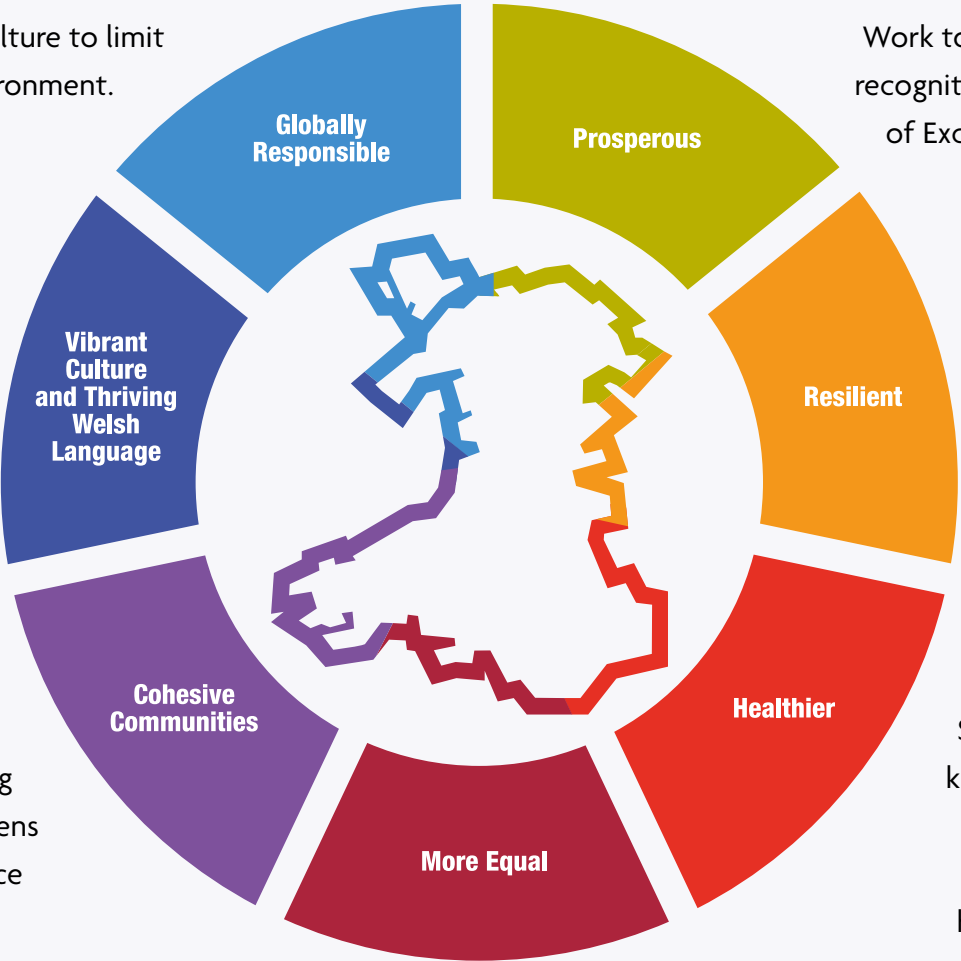 lture to limit
ronment.
Work to
recognit
of Exc
Globally
Responsible
Prosperous
Resilient
Healthier
More Equal
Cohesive
Communities
Vibrant
Culture
and Thriving
Welsh
Language
g
ens
ce
S
k